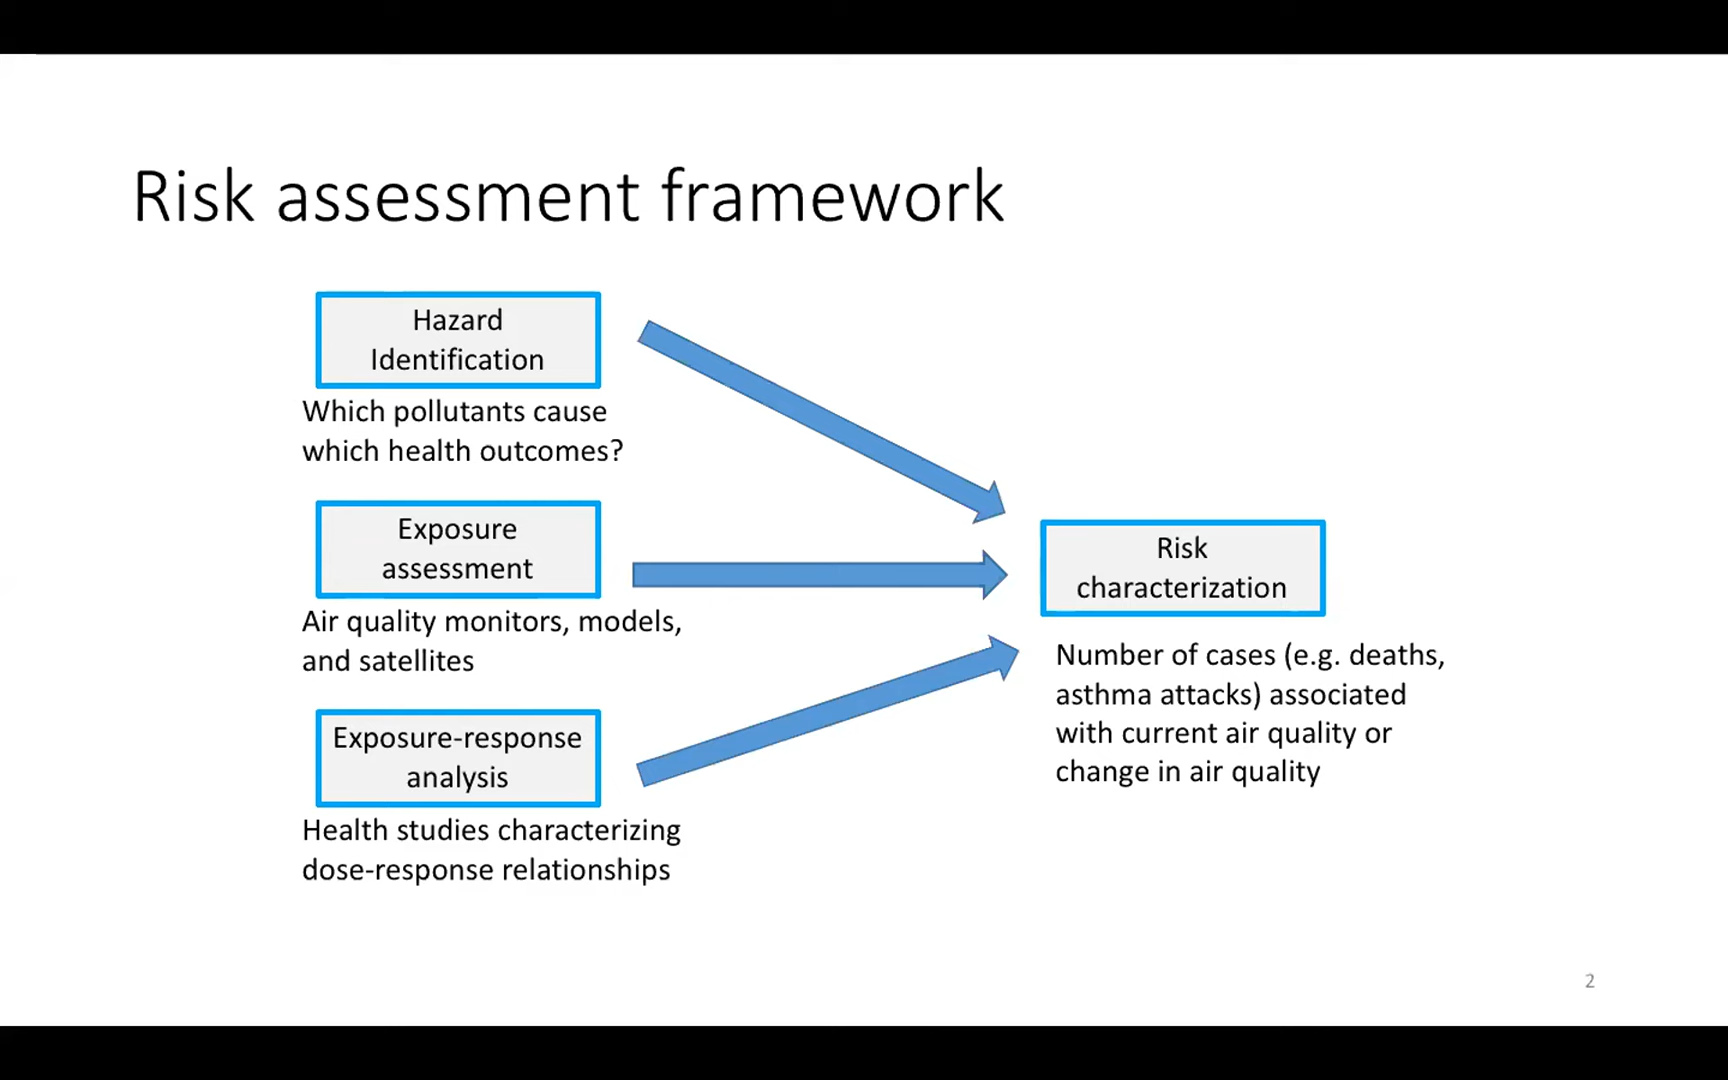 Risk assessment framework
Hazard
Identification
Which pollutants cause
which health outcomes?
Exposure
assessment
Air quality monitors, models,
and satellites
Exposure-response
analysis
Health studies characterizing
dose-response relationships
Risk
characterization
Number of cases (e.g. deaths,
asthma attacks) associated
with current air quality or
change in air quality
2